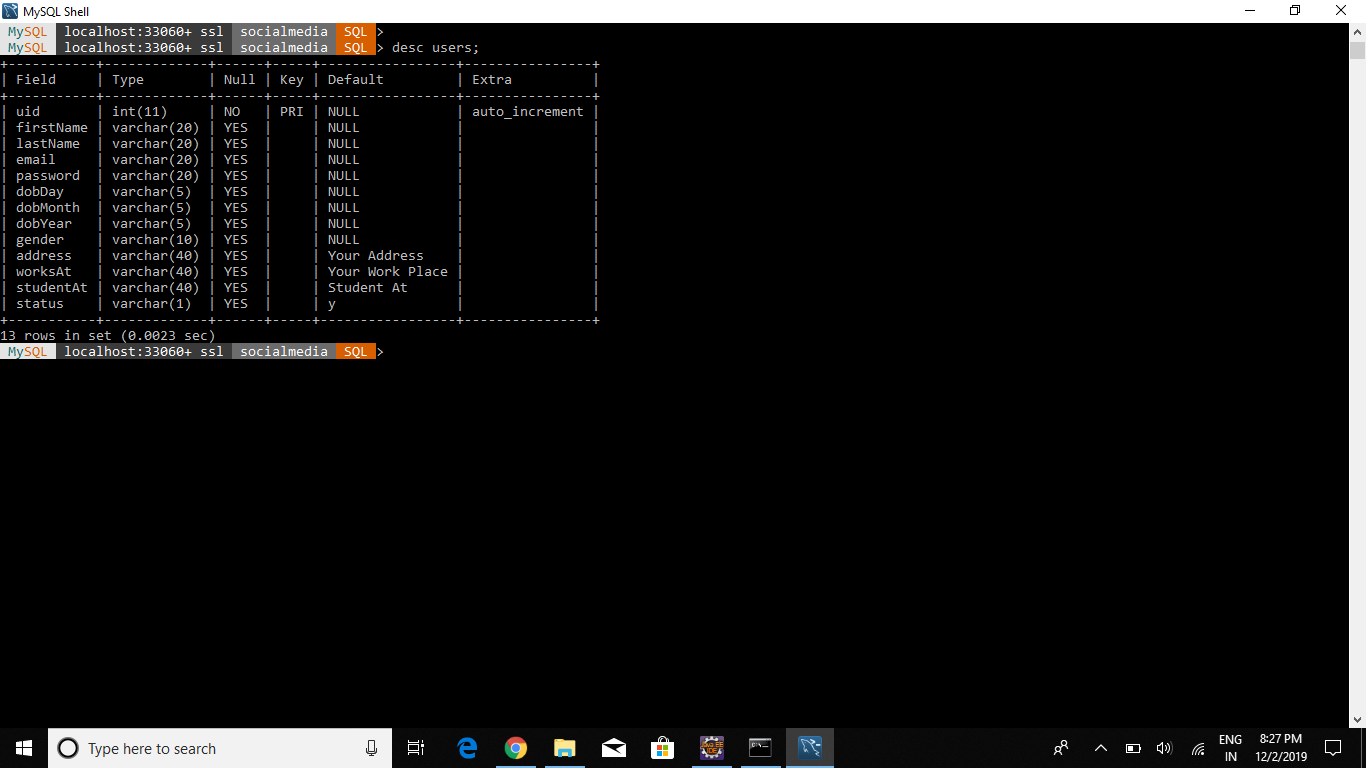 MySQL Shell
MySQL localhost:33060+ ssl socialmedia SQL >
MySQL localhost:33060+ ssl socialmedia SQL > desc users;
+-----------+-------------+------+-----+-----------------+----------------+
| Field     | Type        | Null | Key | Default         | Extra          |
+-----------+-------------+------+-----+-----------------+----------------+
| uid       | int(11)     | NO   | PRI | NULL            | auto_increment |
| firstName | varchar(20) | YES  |     | NULL            |                |
| lastName  | varchar(20) | YES  |     | NULL            |                |
| email     | varchar(20) | YES  |     | NULL            |                |
| password  | varchar(20) | YES  |     | NULL            |                |
| dobDay    | varchar(5)  | YES  |     | NULL            |                |
| dobMonth  | varchar(5)  | YES  |     | NULL            |                |
| dobYear   | varchar(5)  | YES  |     | NULL            |                |
| gender    | varchar(10) | YES  |     | NULL            |                |
| address   | varchar(40) | YES  |     | Your Address    |                |
| worksAt   | varchar(40) | YES  |     | Your Work Place |                |
| studentAt | varchar(40) | YES  |     | Student At      |                |
| status    | varchar(1)  | YES  |     | y               |                |
+-----------+-------------+------+-----+-----------------+----------------+
13 rows in set (0.0023 sec)
MySQL localhost:33060+ ssl socialmedia SQL >
Type here to search
ENG 8:27 PM
IN 12/2/2019